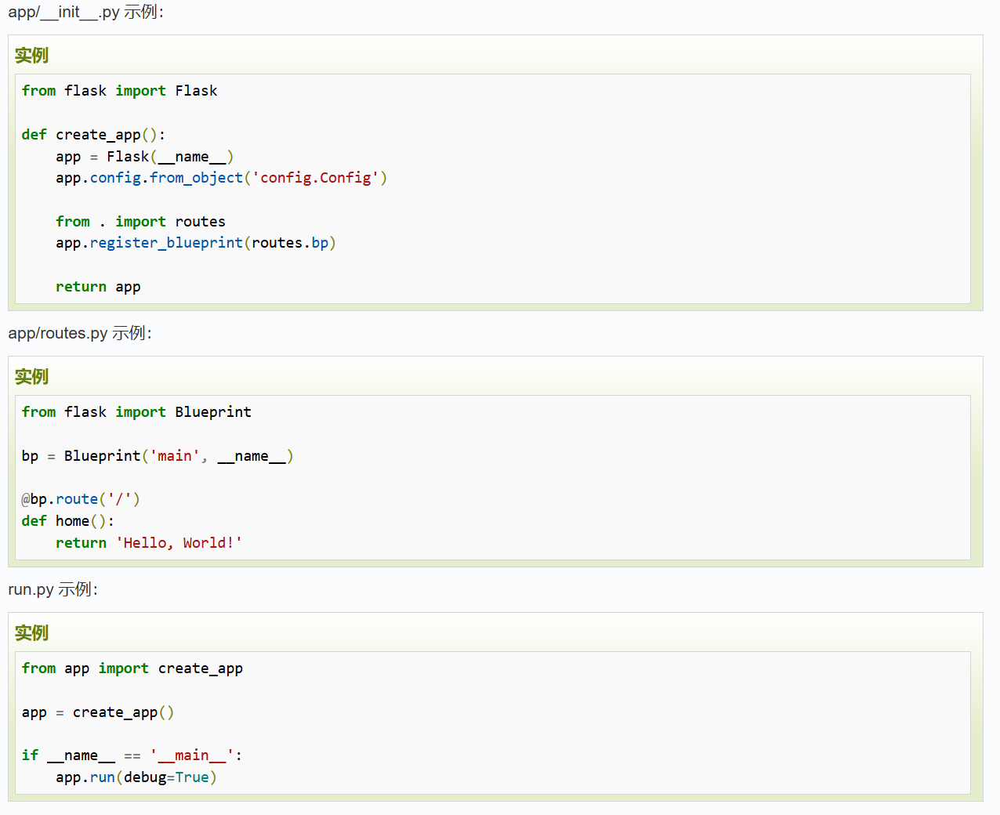 app/__init__.py 示例：
实例
from flask import Flask
def create_app():
    app = Flask(__name__)
    app.config.from_object('config.Config')
    from . import routes
    app.register_blueprint(routes.bp)
    return app
app/routes.py 示例：
实例
from flask import Blueprint
bp = Blueprint('main', __name__)
@bp.route('/')
def home():
    return 'Hello, World!'
run.py 示例：
实例
from app import create_app
app = create_app()
if __name__ == '__main__':
    app.run(debug=True)